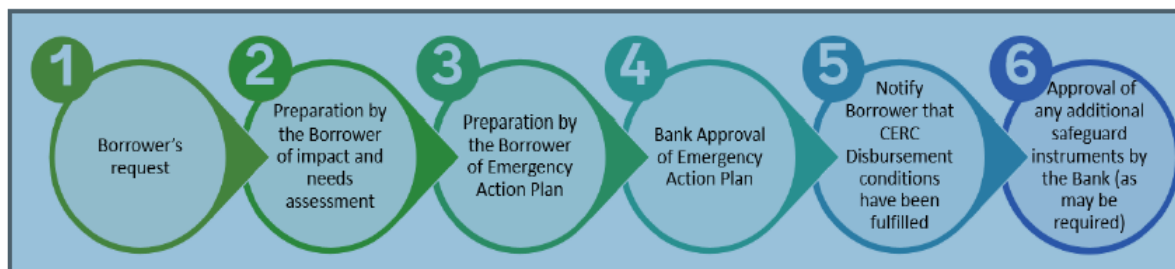 1
Borrower's
request
2
Preparation by
the Borrower
of impact and
needs
assessment
3
Preparation by
the Borrower
of Emergency
Action Plan
4
Bank Approval
of Emergency
Action Plan
5
Notify
Borrower that
CERC
Disbursement
conditions
have been
fulfilled
6
Approval of
any additional
safeguard
instruments by
the Bank (as
may be
required)